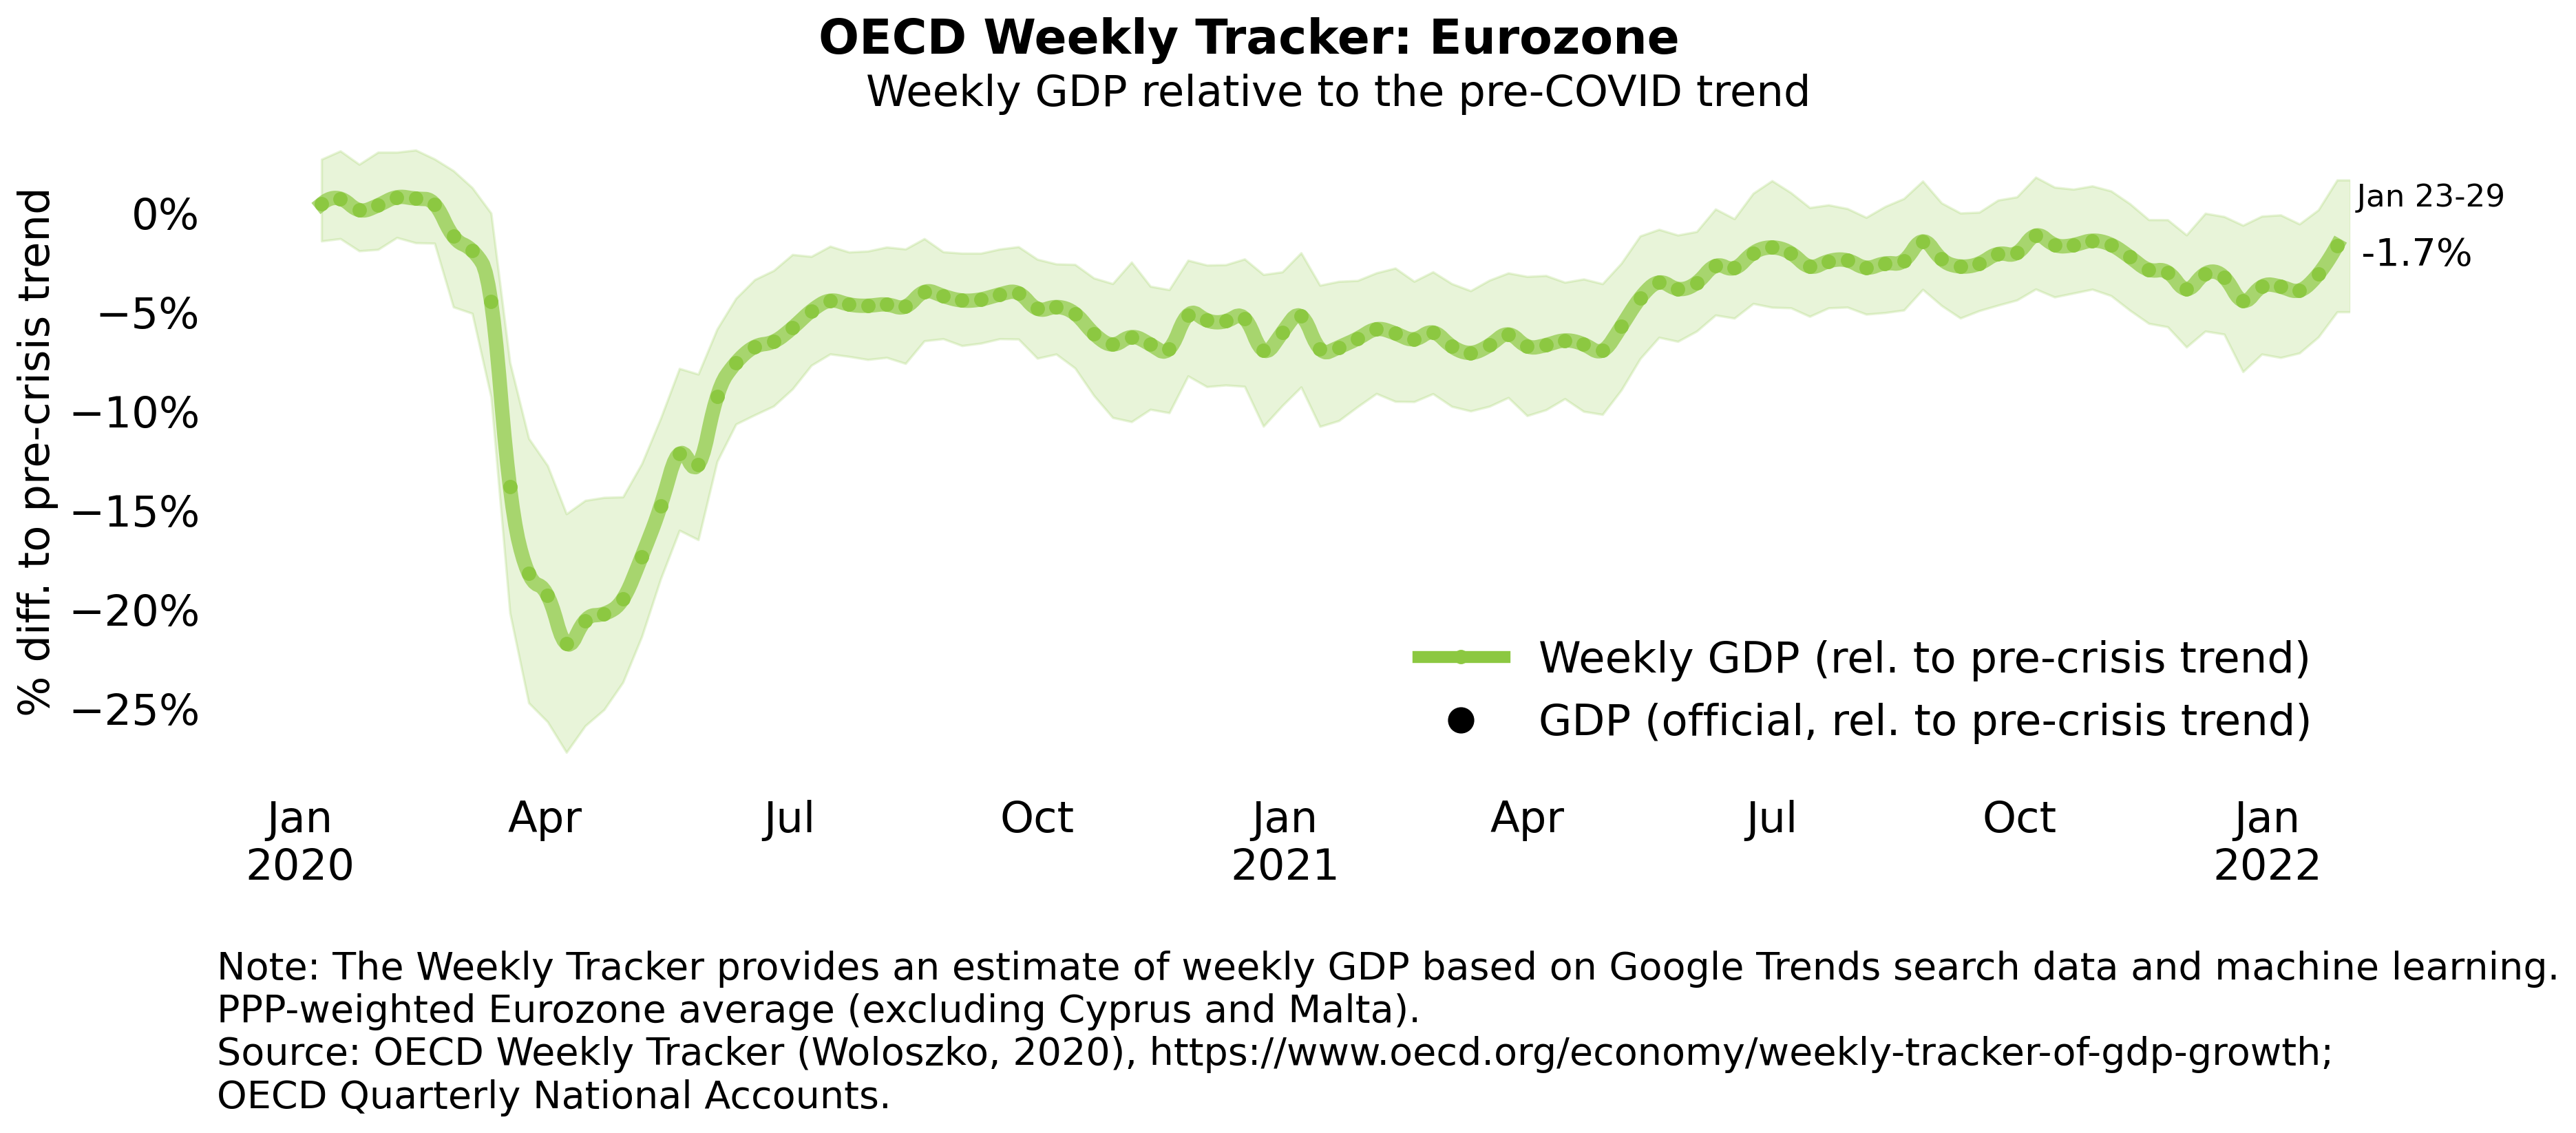 OECD Weekly Tracker: Eurozone
Weekly GDP relative to the pre-COVID trend
% diff. to pre-crisis trend
0%
−5%
−10%
−15%
−20%
−25%
Jan 23-29
-1.7%
Weekly GDP (rel. to pre-crisis trend)
GDP (official, rel. to pre-crisis trend)
Jan Apr Jul Oct Jan Apr Jul Oct Jan
2020 2021 2022
Note: The Weekly Tracker provides an estimate of weekly GDP based on Google Trends search data and machine learning.
PPP-weighted Eurozone average (excluding Cyprus and Malta).
Source: OECD Weekly Tracker (Woloszko, 2020), https://www.oecd.org/economy/weekly-tracker-of-gdp-growth;
OECD Quarterly National Accounts.